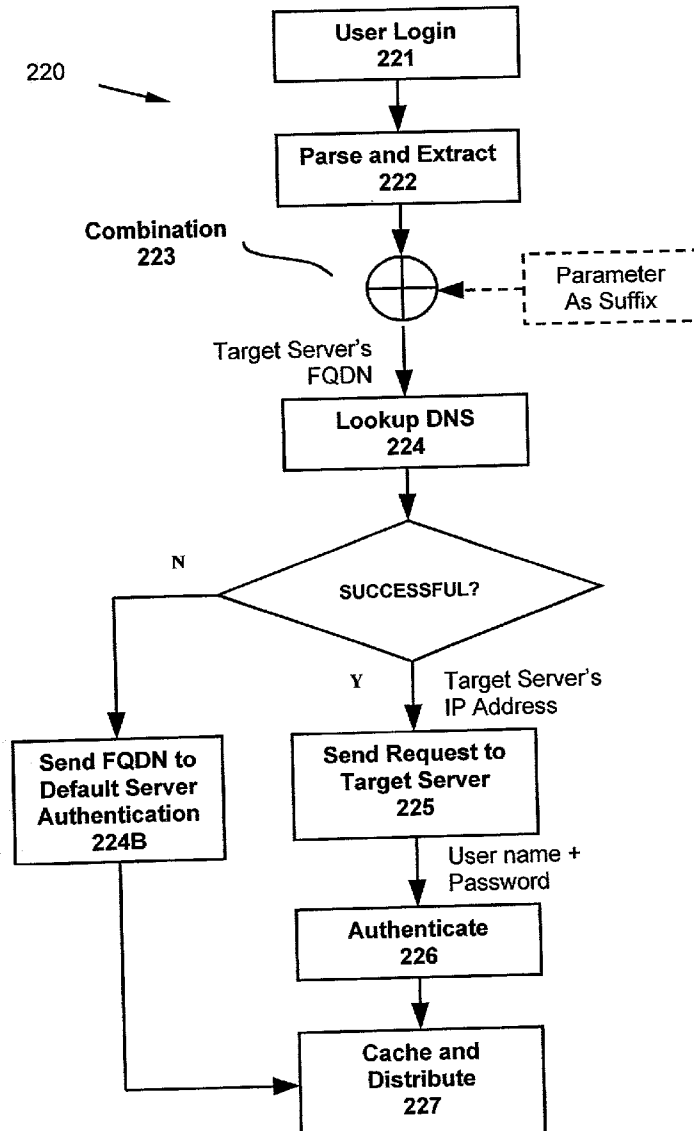 User Login
221
220
Parse and Extract
222
Combination
223
Parameter
As Suffix
Target Server's
FQDN
Lookup DNS
224
N
SUCCESSFUL?
Y
Target Server's
IP Address
Send FQDN to
Default Server
Authentication
224B
Send Request to
Target Server
225
User name +
Password
Authenticate
226
Cache and
Distribute
227